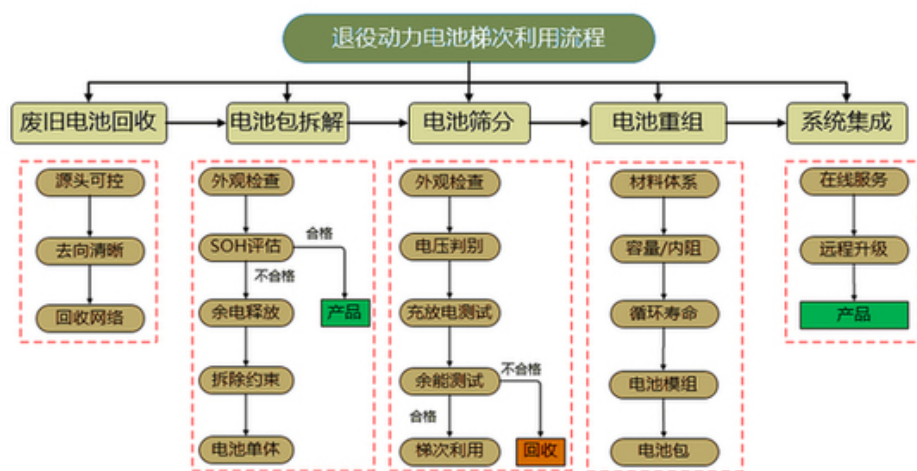 退役动力电池梯次利用流程
废旧电池回收
电池包拆解
电池筛分
电池重组
系统集成
源头可控
去向清晰
回收网络
外观检查
SOH评估
合格
不合格
余电释放
产品
拆除约束
电池单体
外观检查
电压判别
充放电测试
余能测试
不合格
合格
梯次利用
回收
材料体系
容量/内阻
循环寿命
电池模组
电池包
在线服务
远程升级
产品